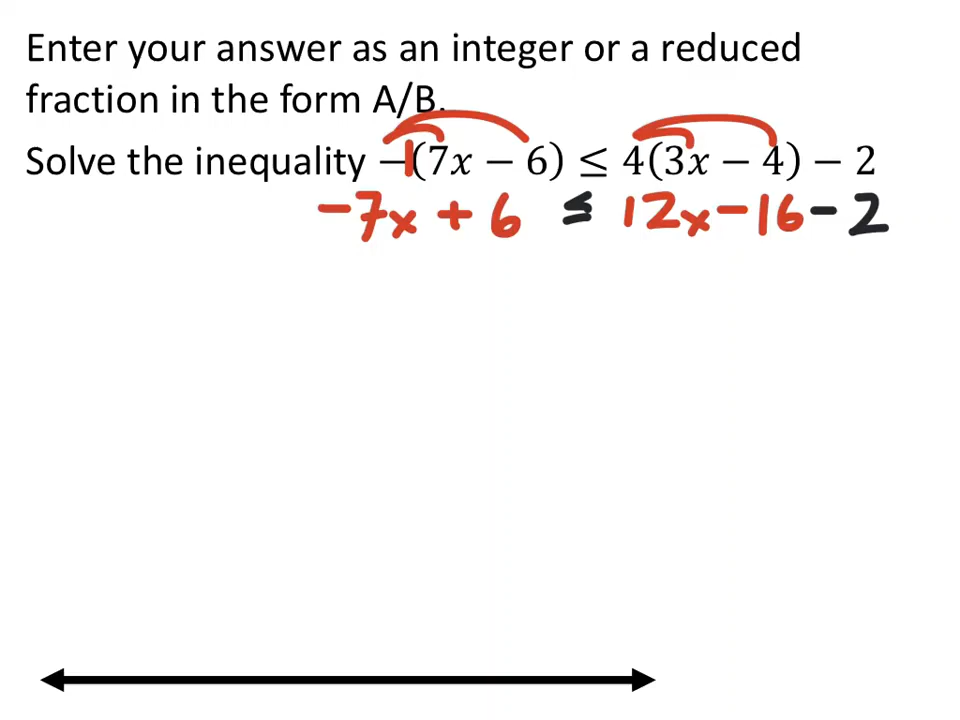 Enter your answer as an integer or a reduced
fraction in the form A/B.
Solve the inequality −1(7x − 6) ≤ 4(3x − 4) − 2
-7x + 6 ≤ 12x - 16 - 2